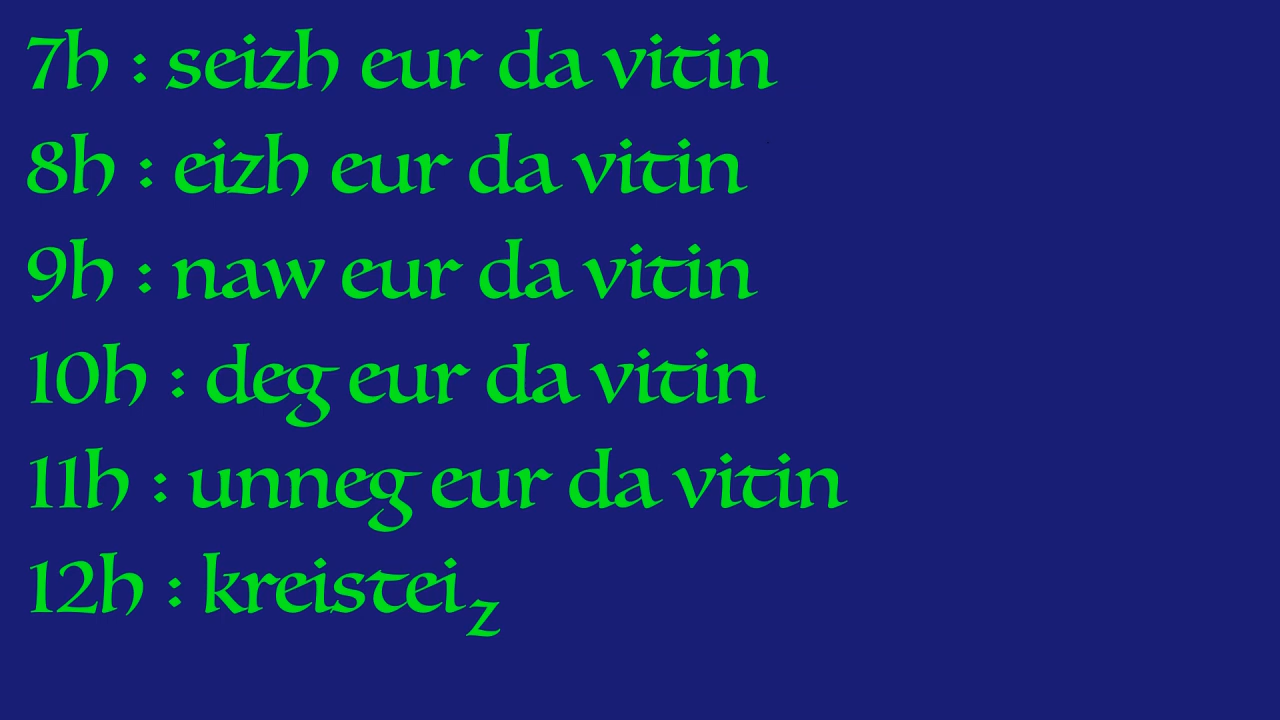 7h : seizh eur da vitin
8h : eizh eur da vitin
9h : naw eur da vitin
10h : deg eur da vitin
11h : unneg eur da vitin
12h : kreisteiz